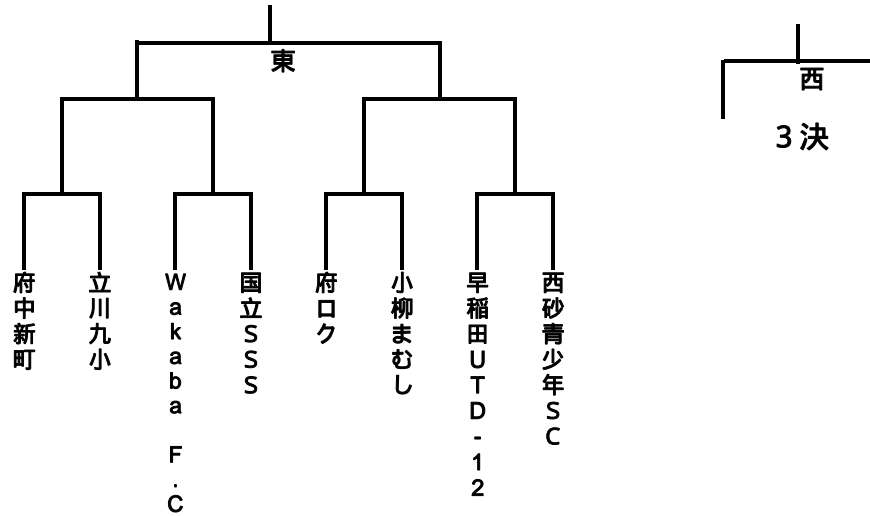 東
西
3決
府中新町
立川九小
Wakaba F.C
国立SSS
府ロク
小柳まむし
早稲田UTD-12
西砂青少年SC